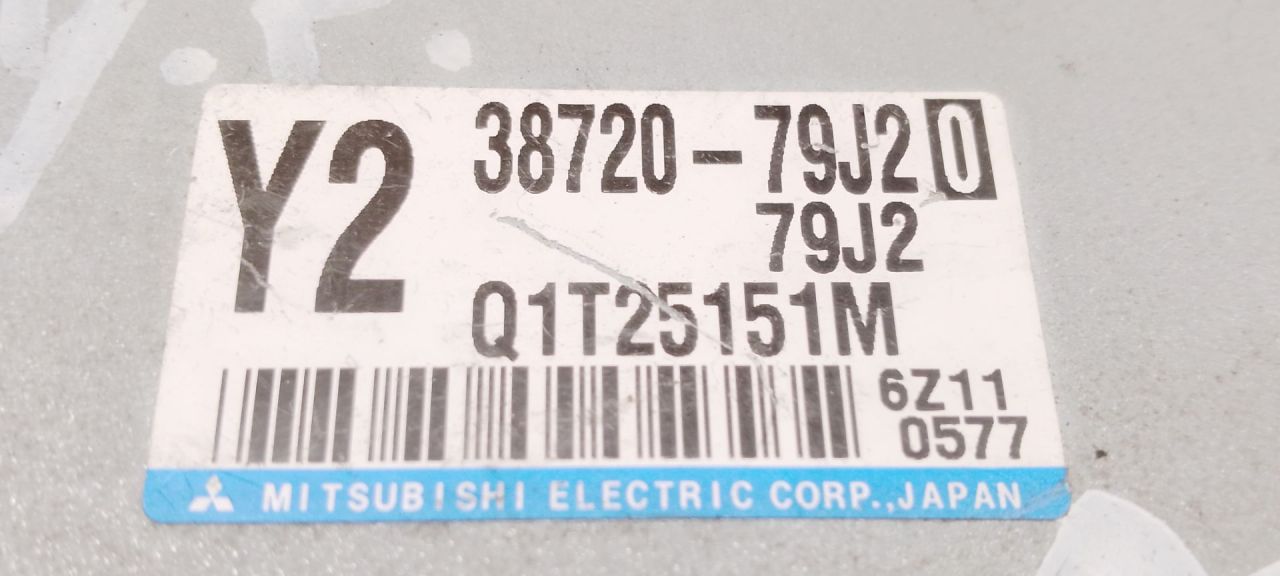 Y2
38720-79J20
79J2
Q1T25151M
6Z11
0577
MITSUBISHI ELECTRIC CORP.,JAPAN